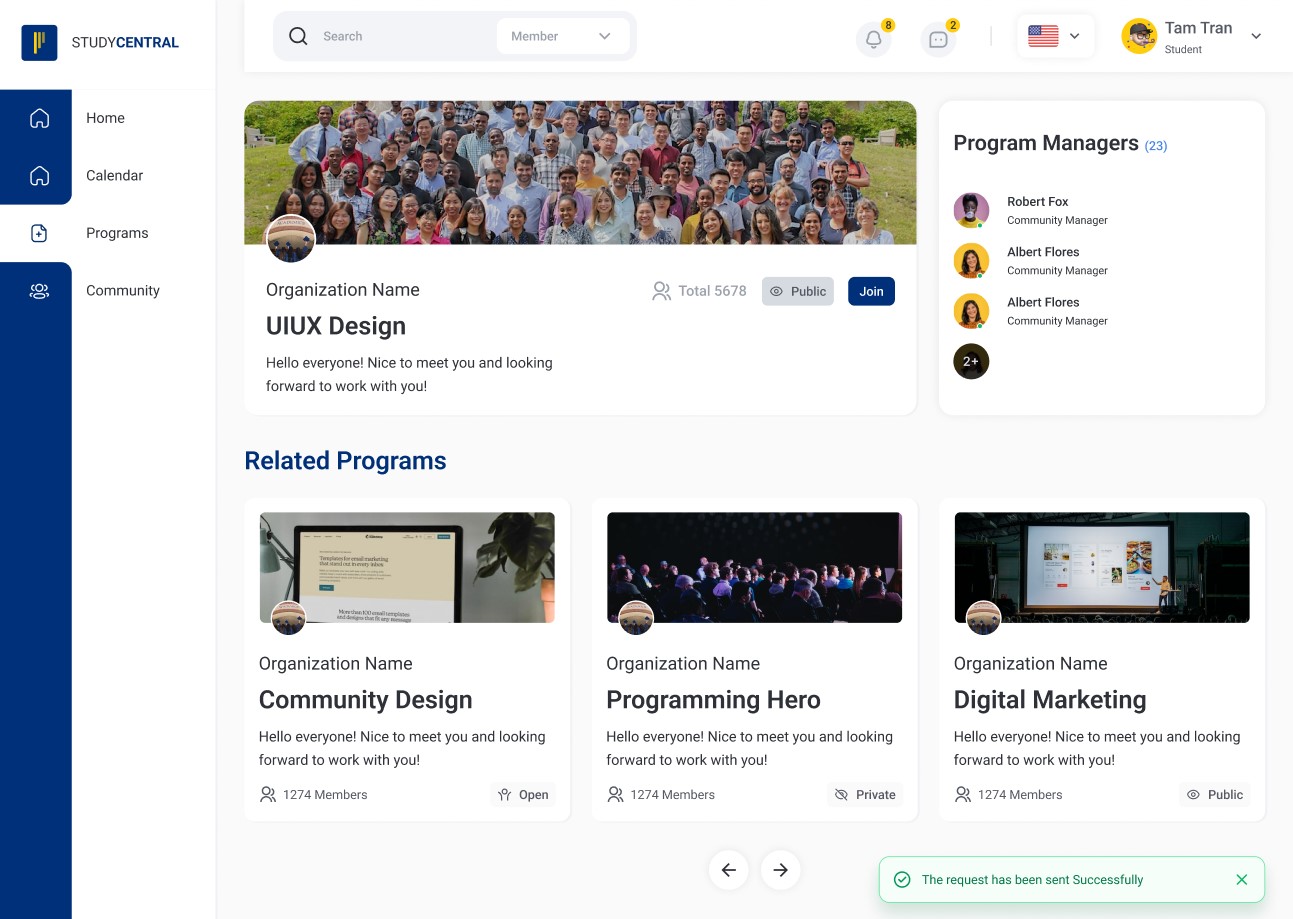 STUDYCENTRAL
Search
Member
8
2
Tam Tran
Student
Home
Calendar
Programs
Community
Organization Name
Total 5678
Public
Join
UIUX Design
Hello everyone! Nice to meet you and looking
forward to work with you!
Program Managers (23)
Robert Fox
Community Manager
Albert Flores
Community Manager
Albert Flores
Community Manager
2+
Related Programs
Templates for email marketing
that stand out in every inbox
More than 100 email templates
and designs that fit any message
Organization Name
Community Design
Hello everyone! Nice to meet you and looking
forward to work with you!
1274 Members
Open
Organization Name
Programming Hero
Hello everyone! Nice to meet you and looking
forward to work with you!
1274 Members
Private
Organization Name
Digital Marketing
Hello everyone! Nice to meet you and looking
forward to work with you!
1274 Members
Public
The request has been sent Successfully